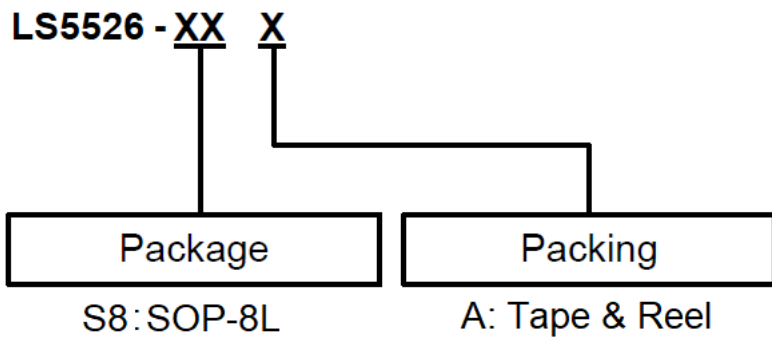 LS5526 - XX X
Package
Packing
S8:SOP-8L
A: Tape & Reel